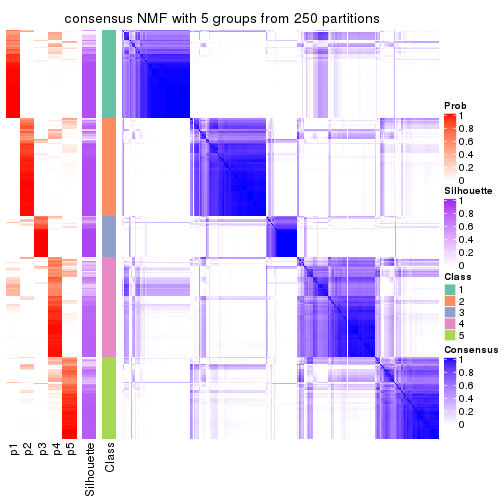 consensus NMF with 5 groups from 250 partitions
Prob
1
0.8
0.6
0.4
0.2
0
Silhouette
1
0.8
0.6
0.4
0.2
0
Class
1
2
3
4
5
Consensus
1
0.8
0.6
0.4
0.2
0
p1
p2
p3
p4
p5
Silhouette
Class